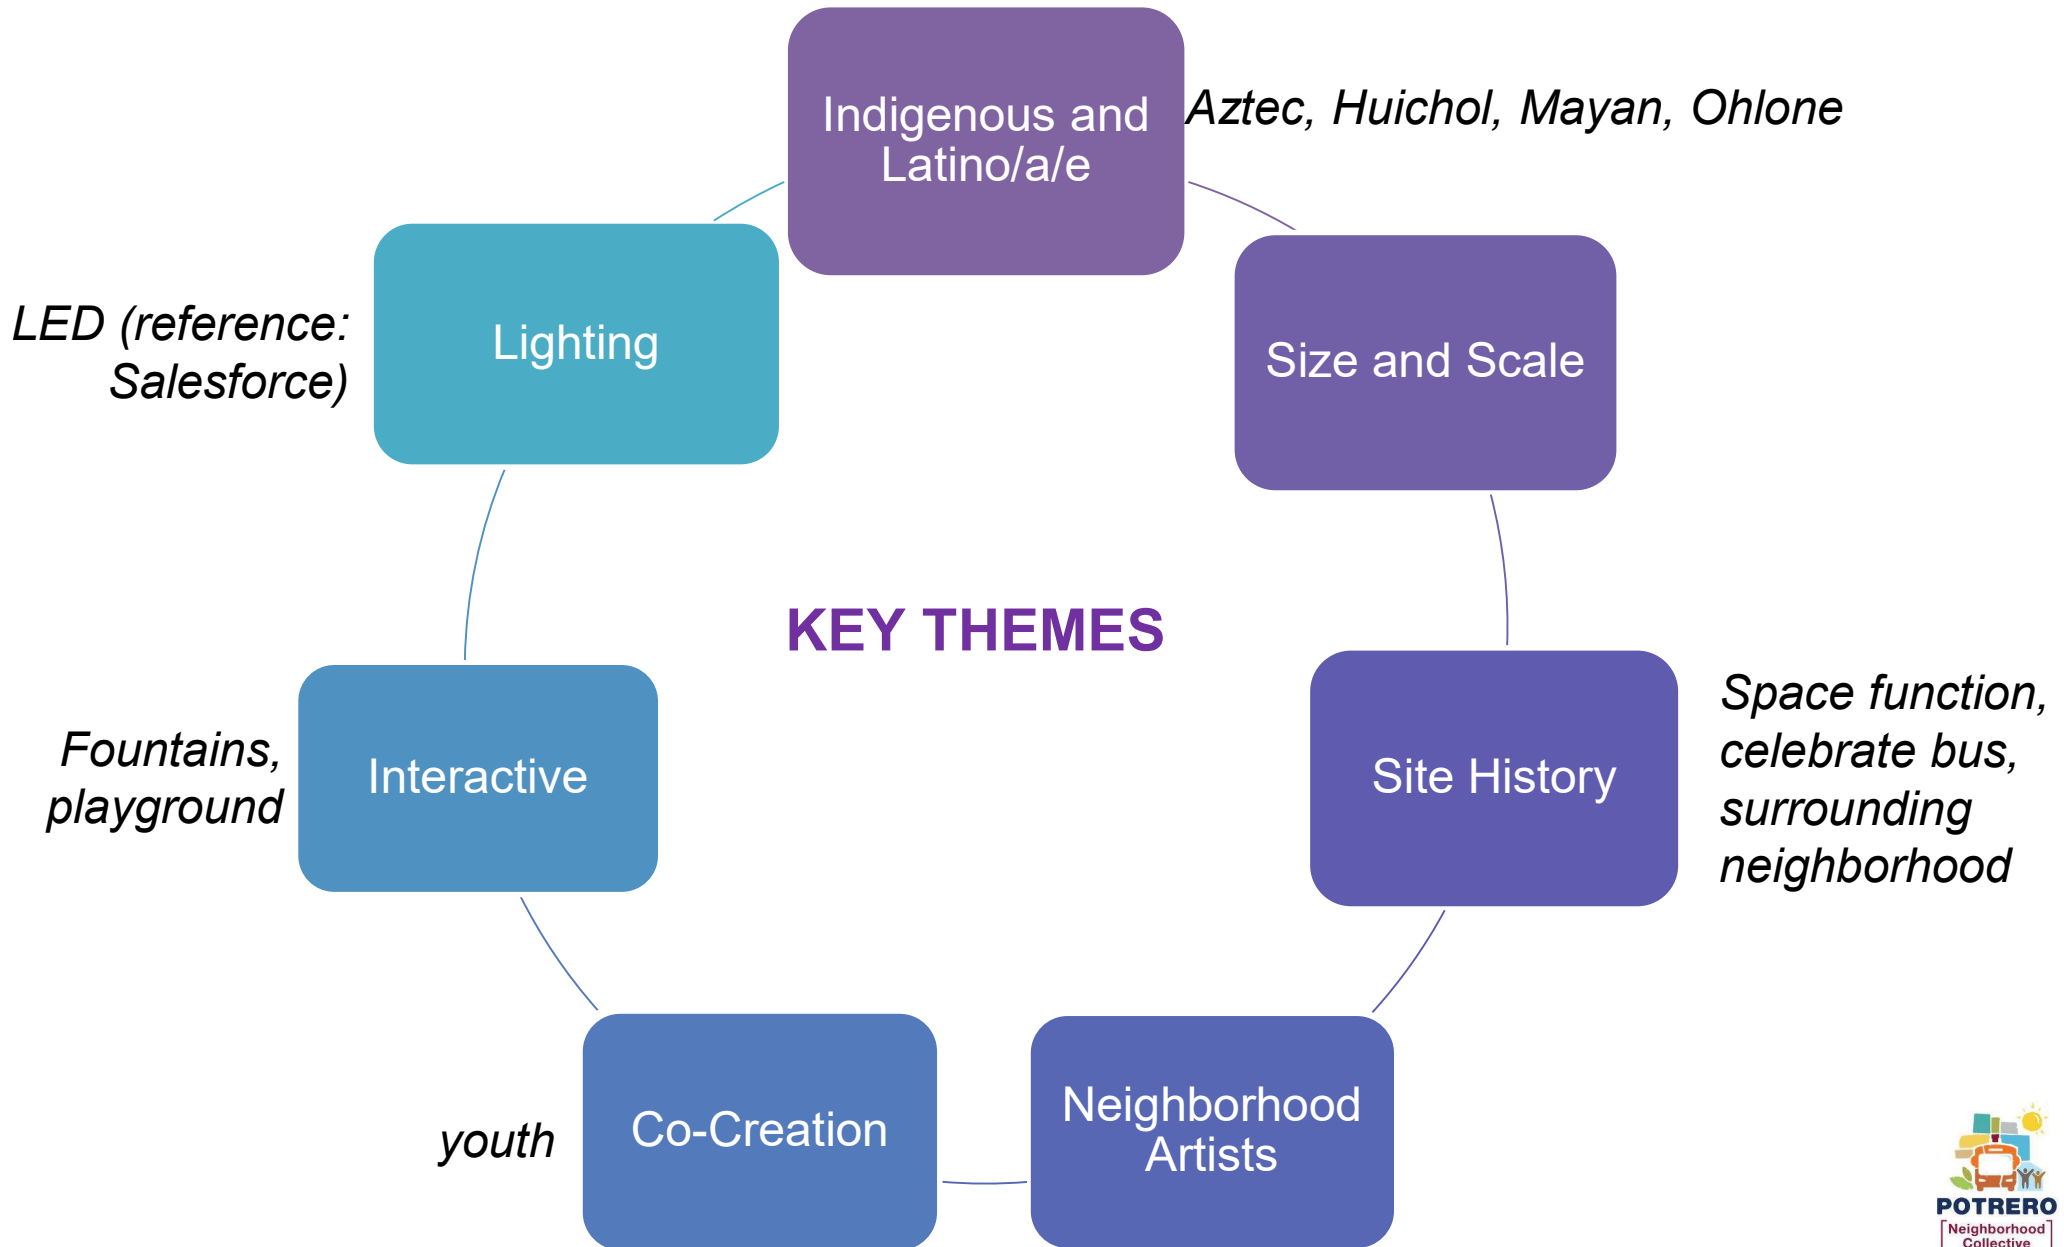 Indigenous and
Latino/a/e
Aztec, Huichol, Mayan, Ohlone
Lighting
LED (reference:
Salesforce)
Size and Scale
KEY THEMES
Interactive
Fountains,
playground
Site History
Space function,
celebrate bus,
surrounding
neighborhood
Co-Creation
youth
Neighborhood
Artists
POTRERO
Neighborhood
Collective